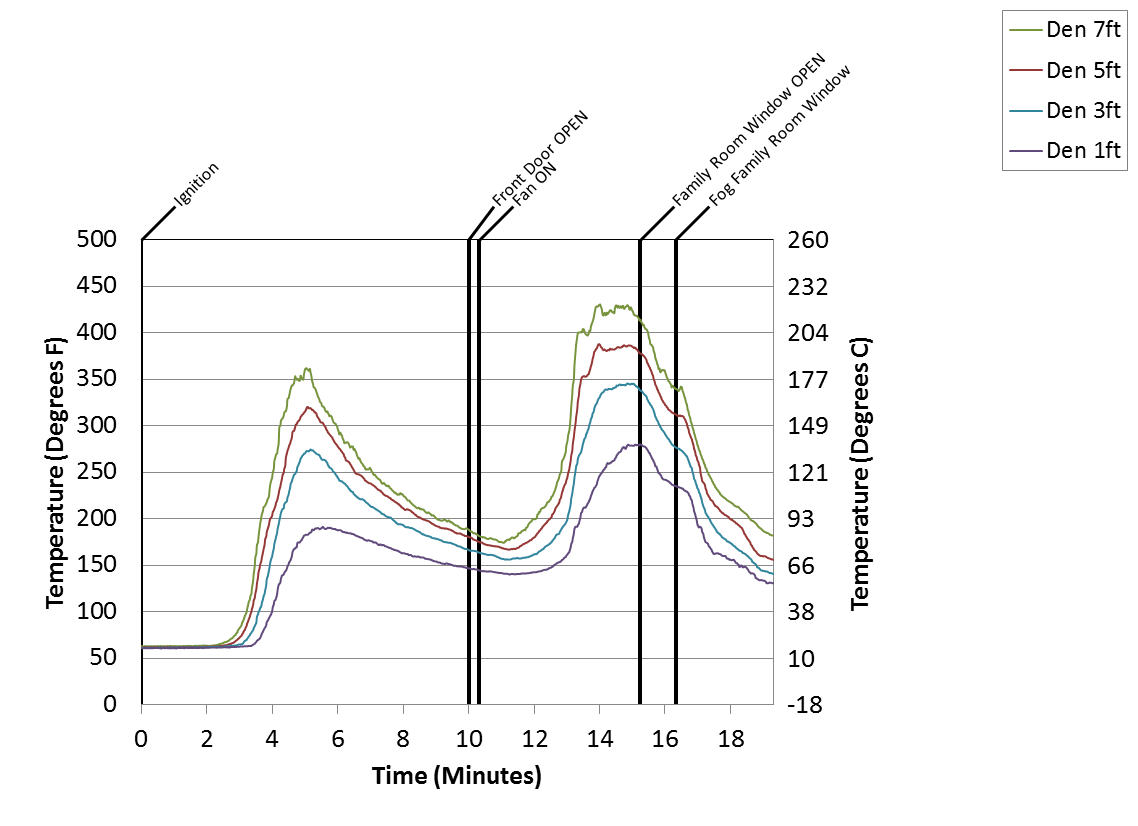 Den 7ft
Den 5ft
Den 3ft
Den 1ft
Ignition
Front Door OPEN
Fan ON
Family Room Window OPEN
Fog Family Room Window
Temperature (Degrees F)
500
450
400
350
300
250
200
150
100
50
0
260
232
204
177
149
121
93
66
38
10
-18
Temperature (Degrees C)
0 2 4 6 8 10 12 14 16 18
Time (Minutes)